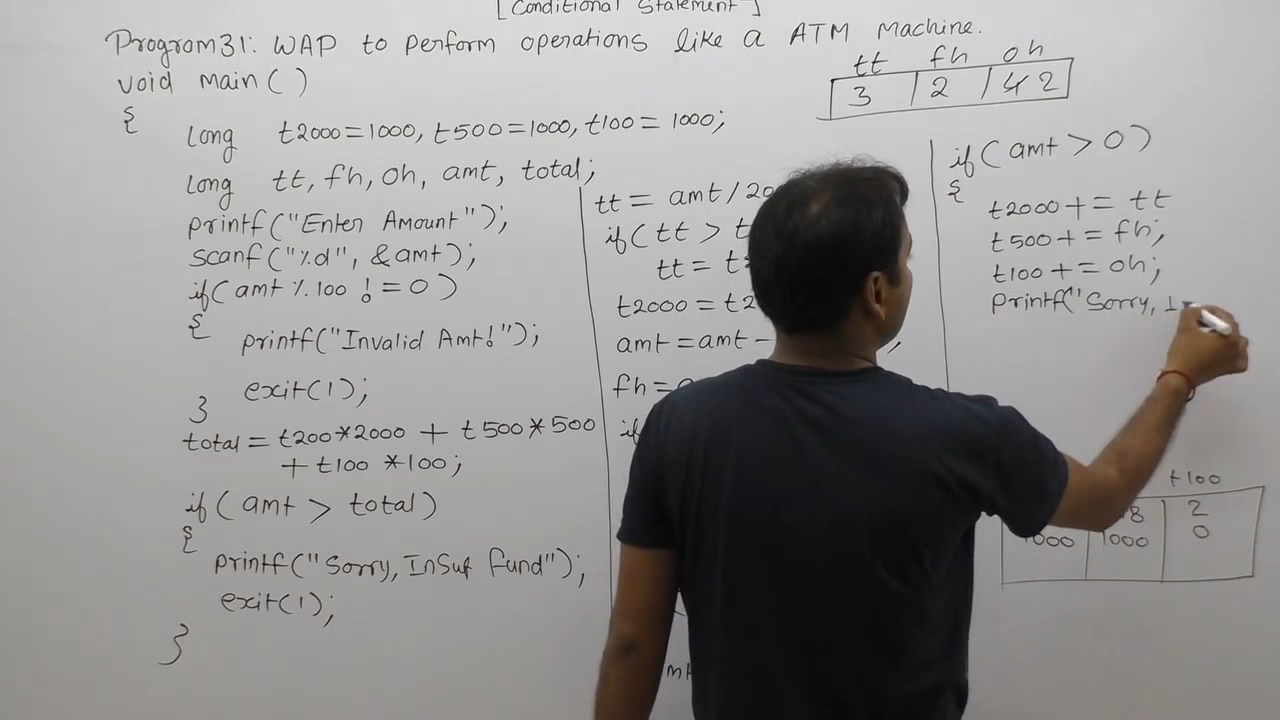 [Conditional Statement]
Program31: WAP to perform operations like a ATM Machine.
void main()
{
long t2000=1000, t500=1000, t100=1000;
long tt, fh, oh, amt, total;
printf("Enter Amount");
scanf("%d", &amt);
if(amt %.100 != 0)
{
printf("Invalid Amt!");
exit(1);
}
total = t200*2000 + t500*500
+ t100 *100;
if(amt > total)
{
printf("Sorry, InSuf fund");
exit(1);
}
tt = amt/20
if(tt > t
tt = t
t2000 = t2
amt = amt -
;
fh =
if
tt fh oh
3 2 42
if(amt > 0)
{
t2000 += tt
t500 += fh;
t100 += oh;
printf("Sorry, I
t100
8 2
1000 1000 0